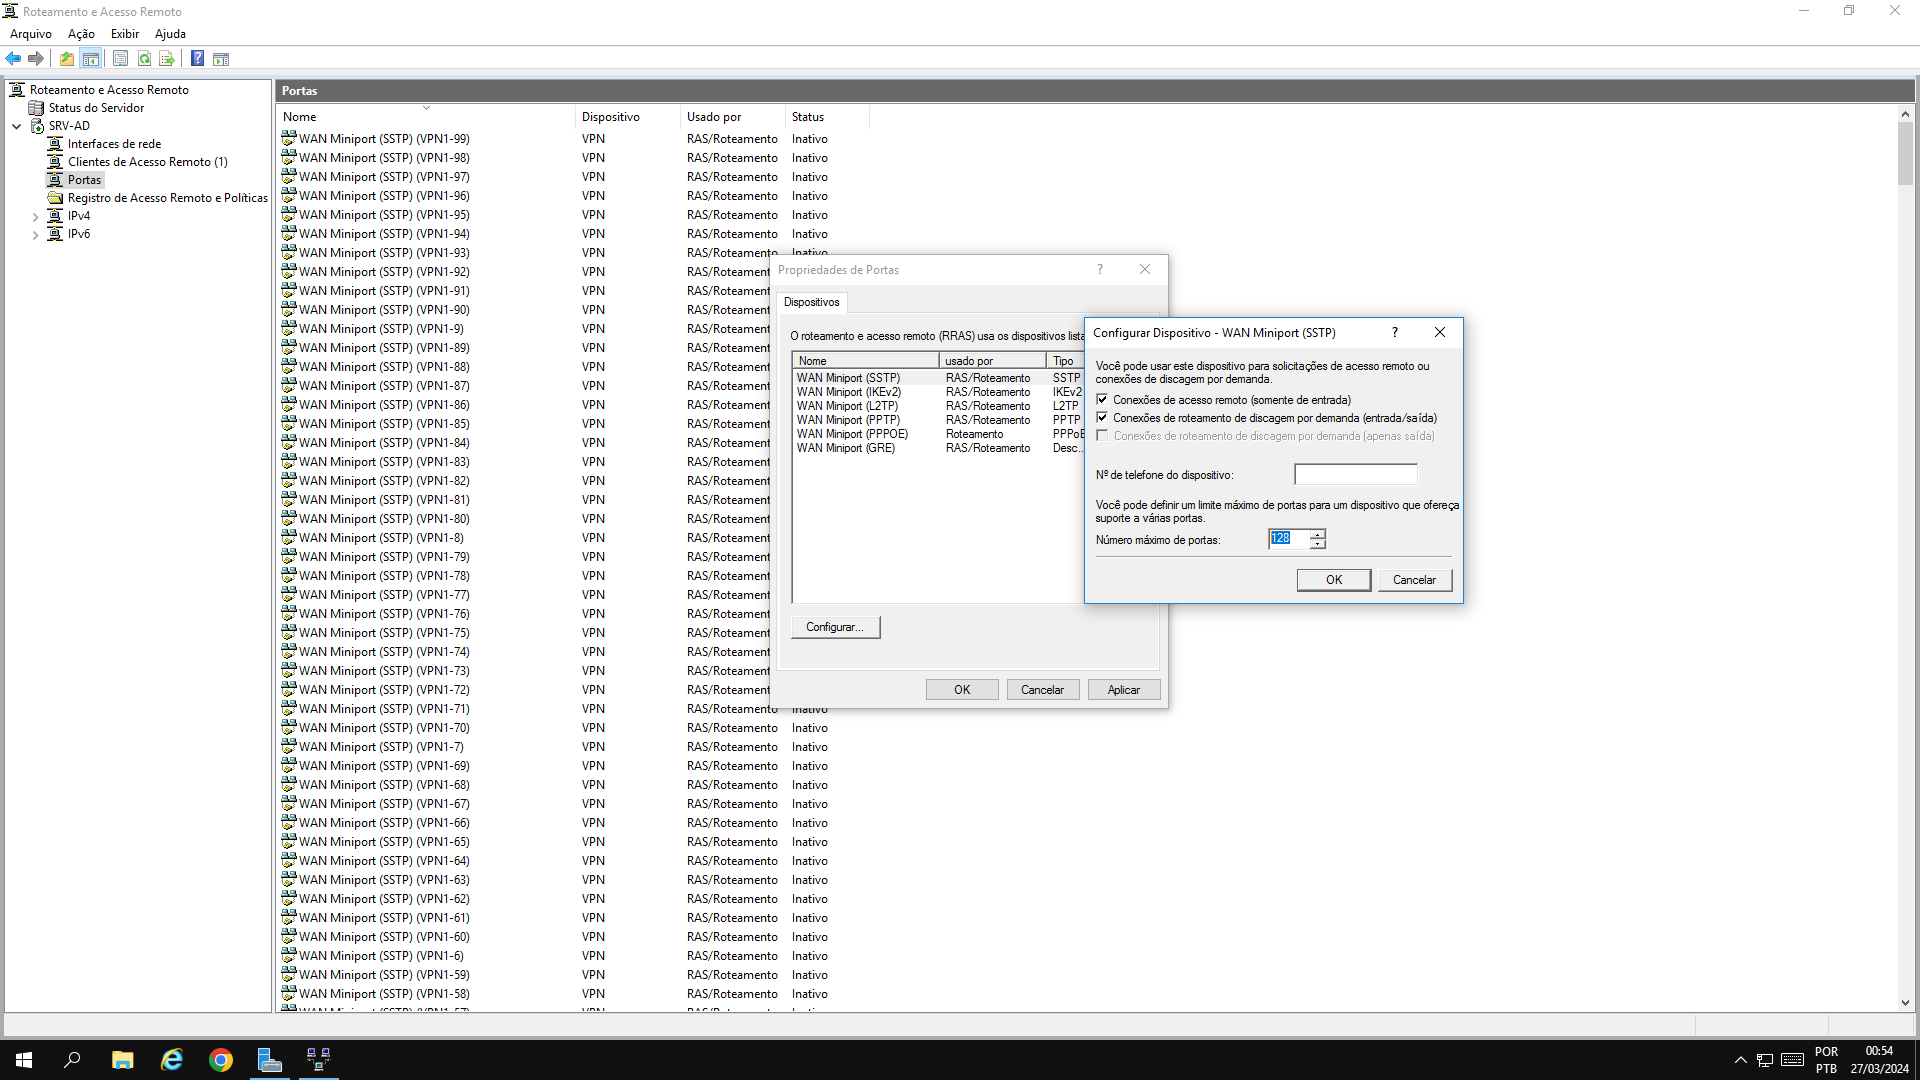 Roteamento e Acesso Remoto
Arquivo Ação Exibir Ajuda
Roteamento e Acesso Remoto
Status do Servidor
SRV-AD
Interfaces de rede
Clientes de Acesso Remoto (1)
Portas
Registro de Acesso Remoto e Políticas
IPv4
IPv6
Portas
Nome Dispositivo Usado por Status
WAN Miniport (SSTP) (VPN1-99) VPN RAS/Roteamento Inativo
WAN Miniport (SSTP) (VPN1-98) VPN RAS/Roteamento Inativo
WAN Miniport (SSTP) (VPN1-97) VPN RAS/Roteamento Inativo
WAN Miniport (SSTP) (VPN1-96) VPN RAS/Roteamento Inativo
WAN Miniport (SSTP) (VPN1-95) VPN RAS/Roteamento Inativo
WAN Miniport (SSTP) (VPN1-94) VPN RAS/Roteamento Inativo
WAN Miniport (SSTP) (VPN1-93) VPN RAS/Roteamento Inativo
WAN Miniport (SSTP) (VPN1-92) VPN RAS/Roteament
WAN Miniport (SSTP) (VPN1-91) VPN RAS/Roteament
WAN Miniport (SSTP) (VPN1-90) VPN RAS/Roteament
WAN Miniport (SSTP) (VPN1-9) VPN RAS/Roteament
WAN Miniport (SSTP) (VPN1-89) VPN RAS/Roteament
WAN Miniport (SSTP) (VPN1-88) VPN RAS/Roteament
WAN Miniport (SSTP) (VPN1-87) VPN RAS/Roteament
WAN Miniport (SSTP) (VPN1-86) VPN RAS/Roteament
WAN Miniport (SSTP) (VPN1-85) VPN RAS/Roteament
WAN Miniport (SSTP) (VPN1-84) VPN RAS/Roteament
WAN Miniport (SSTP) (VPN1-83) VPN RAS/Roteament
WAN Miniport (SSTP) (VPN1-82) VPN RAS/Roteament
WAN Miniport (SSTP) (VPN1-81) VPN RAS/Roteament
WAN Miniport (SSTP) (VPN1-80) VPN RAS/Roteament
WAN Miniport (SSTP) (VPN1-8) VPN RAS/Roteament
WAN Miniport (SSTP) (VPN1-79) VPN RAS/Roteament
WAN Miniport (SSTP) (VPN1-78) VPN RAS/Roteament
WAN Miniport (SSTP) (VPN1-77) VPN RAS/Roteament
WAN Miniport (SSTP) (VPN1-76) VPN RAS/Roteament
WAN Miniport (SSTP) (VPN1-75) VPN RAS/Roteament
WAN Miniport (SSTP) (VPN1-74) VPN RAS/Roteament
WAN Miniport (SSTP) (VPN1-73) VPN RAS/Roteament
WAN Miniport (SSTP) (VPN1-72) VPN RAS/Roteament
WAN Miniport (SSTP) (VPN1-71) VPN RAS/Roteamento Inativo
WAN Miniport (SSTP) (VPN1-70) VPN RAS/Roteamento Inativo
WAN Miniport (SSTP) (VPN1-7) VPN RAS/Roteamento Inativo
WAN Miniport (SSTP) (VPN1-69) VPN RAS/Roteamento Inativo
WAN Miniport (SSTP) (VPN1-68) VPN RAS/Roteamento Inativo
WAN Miniport (SSTP) (VPN1-67) VPN RAS/Roteamento Inativo
WAN Miniport (SSTP) (VPN1-66) VPN RAS/Roteamento Inativo
WAN Miniport (SSTP) (VPN1-65) VPN RAS/Roteamento Inativo
WAN Miniport (SSTP) (VPN1-64) VPN RAS/Roteamento Inativo
WAN Miniport (SSTP) (VPN1-63) VPN RAS/Roteamento Inativo
WAN Miniport (SSTP) (VPN1-62) VPN RAS/Roteamento Inativo
WAN Miniport (SSTP) (VPN1-61) VPN RAS/Roteamento Inativo
WAN Miniport (SSTP) (VPN1-60) VPN RAS/Roteamento Inativo
WAN Miniport (SSTP) (VPN1-6) VPN RAS/Roteamento Inativo
WAN Miniport (SSTP) (VPN1-59) VPN RAS/Roteamento Inativo
WAN Miniport (SSTP) (VPN1-58) VPN RAS/Roteamento Inativo
Propriedades de Portas
Dispositivos
O roteamento e acesso remoto (RRAS) usa os dispositivos lista
Nome usado por Tipo
WAN Miniport (SSTP) RAS/Roteamento SSTP
WAN Miniport (IKEv2) RAS/Roteamento IKEv2
WAN Miniport (L2TP) RAS/Roteamento L2TP
WAN Miniport (PPTP) RAS/Roteamento PPTP
WAN Miniport (PPPOE) Roteamento PPPoE
WAN Miniport (GRE) RAS/Roteamento Desc...
Configurar...
OK Cancelar Aplicar
Configurar Dispositivo - WAN Miniport (SSTP)
Você pode usar este dispositivo para solicitações de acesso remoto ou
conexões de discagem por demanda.
Conexões de acesso remoto (somente de entrada)
Conexões de roteamento de discagem por demanda (entrada/saída)
Conexões de roteamento de discagem por demanda (apenas saída)
Nº de telefone do dispositivo:
Você pode definir um limite máximo de portas para um dispositivo que ofereça
suporte a várias portas.
Número máximo de portas: 128
OK Cancelar
POR
PTB
00:54
27/03/2024